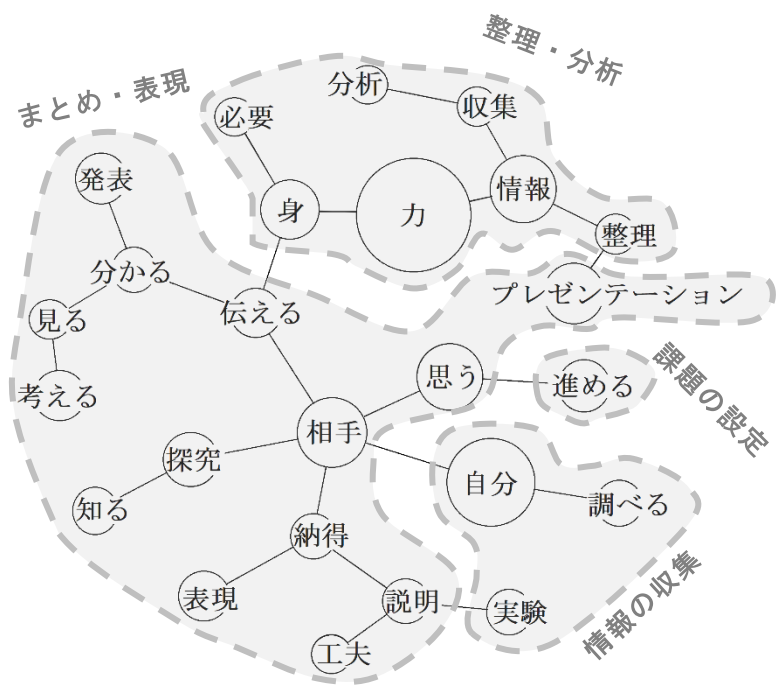 整理・分析
まとめ・表現
分析
収集
必要
発表
情報
身
力
整理
分かる
プレゼンテーション
伝える
見る
課題の設定
思う
進める
考える
相手
探究
自分
知る
調べる
納得
表現
説明
実験
情報の収集
工夫